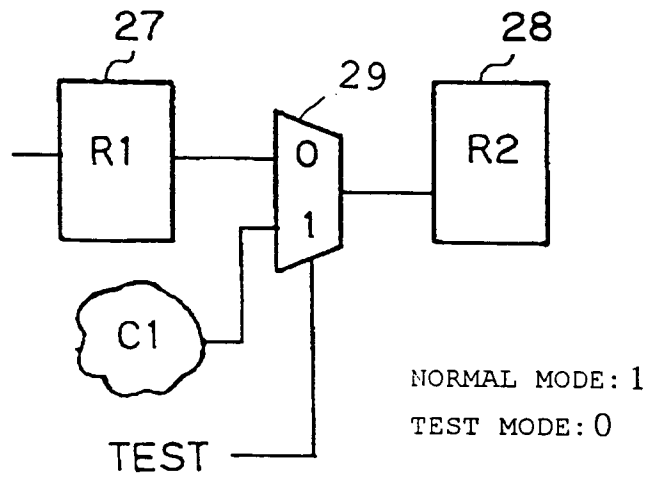 27
28
29
R1
0
R2
1
C1
NORMAL MODE: 1
TEST MODE: 0
TEST